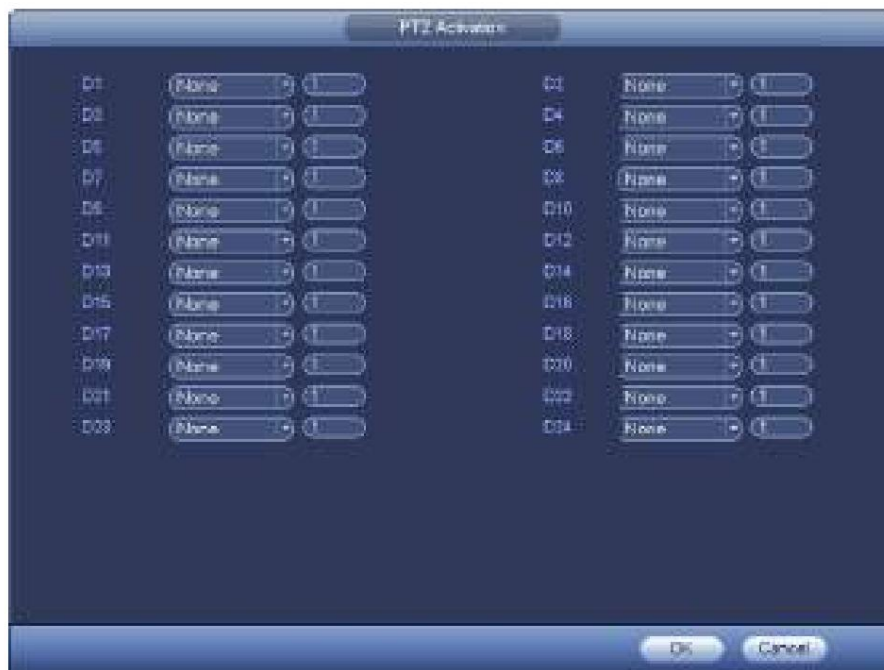 PTZ Activation
D1 None 1 D2 None 1
D3 None 1 D4 None 1
D5 None 1 D6 None 1
D7 None 1 D8 None 1
D9 None 1 D10 None 1
D11 None 1 D12 None 1
D13 None 1 D14 None 1
D15 None 1 D16 None 1
D17 None 1 D18 None 1
D19 None 1 D20 None 1
D21 None 1 D22 None 1
D23 None 1 D24 None 1
OK Cancel